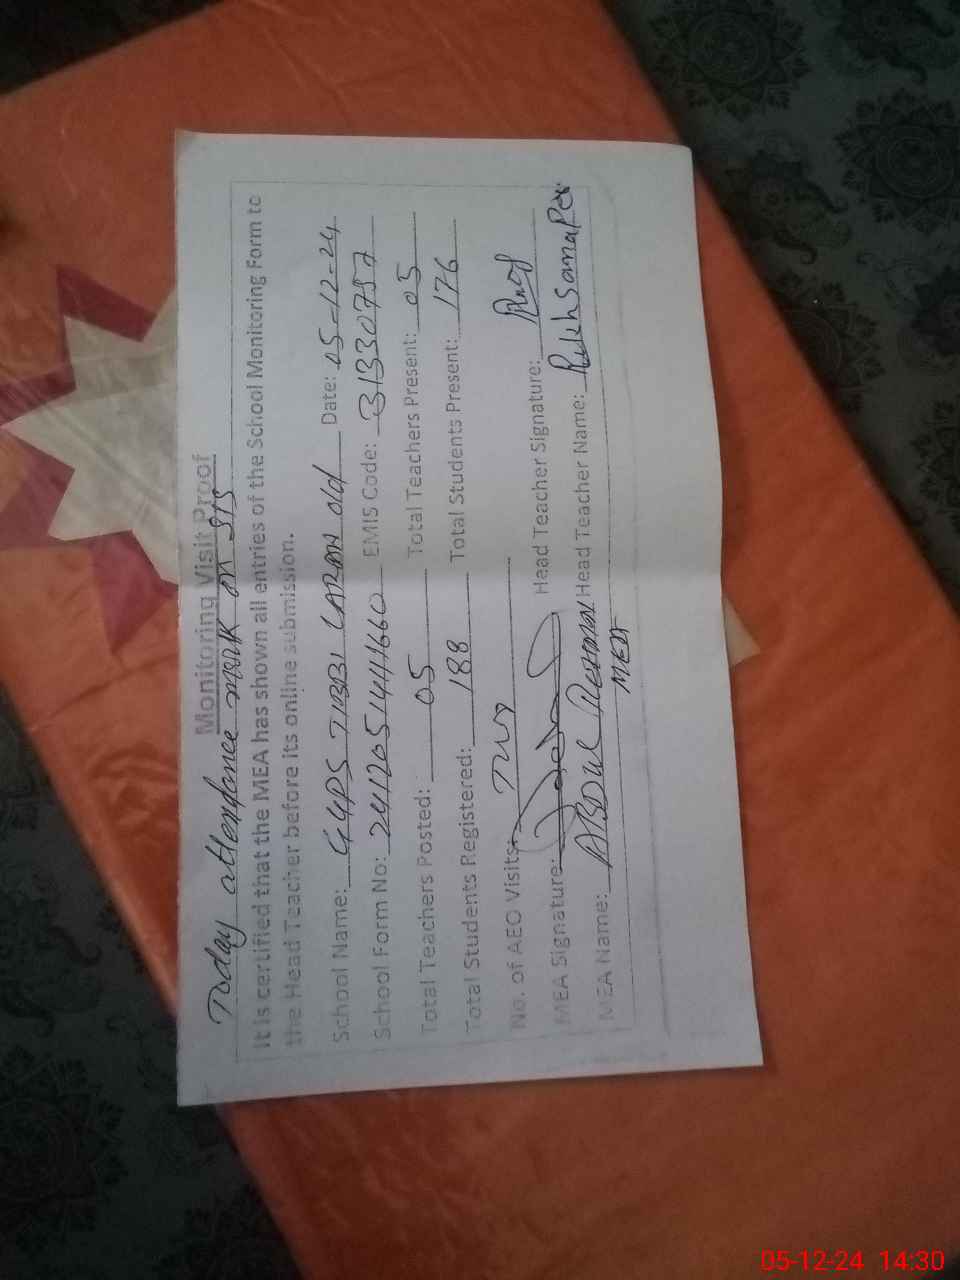 Monitoring Visit Proof
Today attendance mark on SIS
It is certified that the MEA has shown all entries of the School Monitoring Form to
the Head Teacher before its online submission.
School Name: GGPS TIBBI LARAN old Date: 05-12-24
School Form No: EMIS Code: 31330757
Total Teachers Posted: 05 Total Teachers Present: 05
Total Students Registered: 188 Total Students Present: 176
No. of AEO Visits:
MEA Signature: Head Teacher Signature:
MEA Name: ABDUL Rehman Head Teacher Name:
MEA
05-12-24 14:30